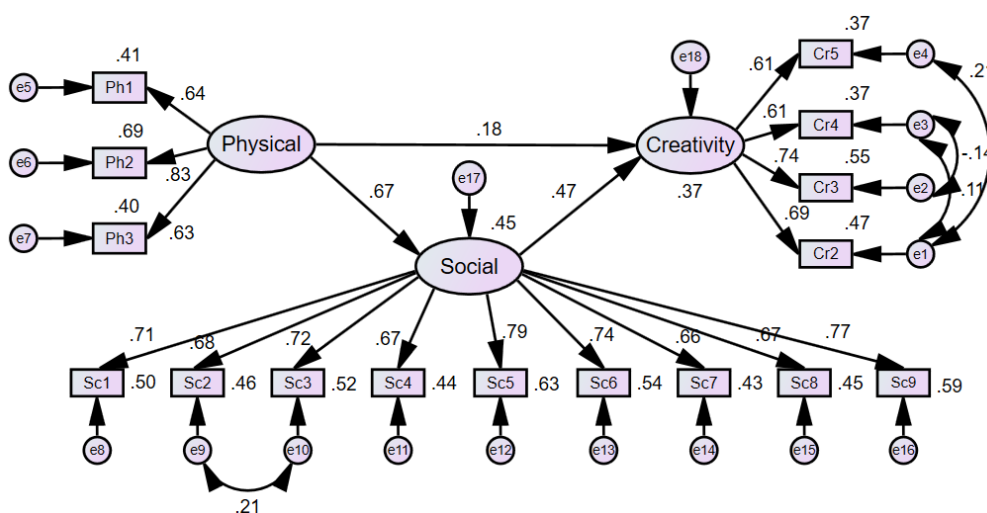 .37
.41
e18
Cr5
e4
.21
e5
Ph1
.61
.64
.37
.69
.18
.61
Cr4
e3
e6
Ph2
Physical
Creativity
-.14
.83
.74
.55
.11
.40
.67
e17
.47
.37
Cr3
e2
e7
Ph3
.63
.45
.69
.47
Cr2
e1
Social
.71
.68
.72
.67
.79
.74
.66
.67
.77
Sc1 .50 Sc2 .46 Sc3 .52 Sc4 .44 Sc5 .63 Sc6 .54 Sc7 .43 Sc8 .45 Sc9 .59
e8 e9 e10 e11 e12 e13 e14 e15 e16
.21